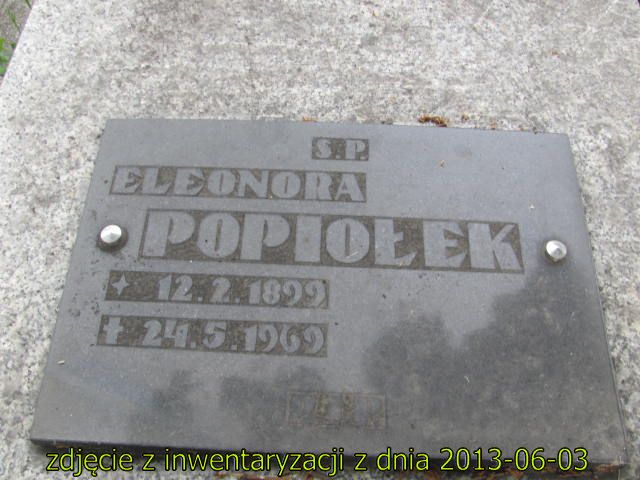 Ś.P.
ELEONORA
POPIOŁEK
12.2.1899
✝ 24.5.1969
zdjęcie z inwentaryzacji z dnia 2013-06-03